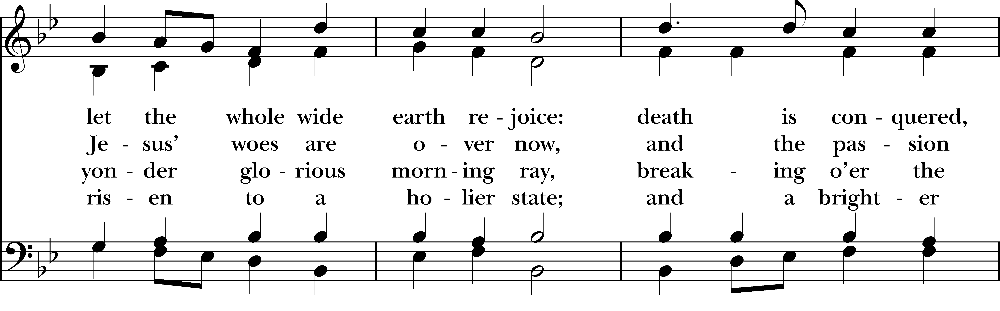 let the whole wide earth re - joice: death is con - quered,
Je - sus’ woes are o - ver now, and the pas - sion
yon - der glo - rious morn - ing ray, break - ing o’er the
ris - en to a ho - lier state; and a bright - er